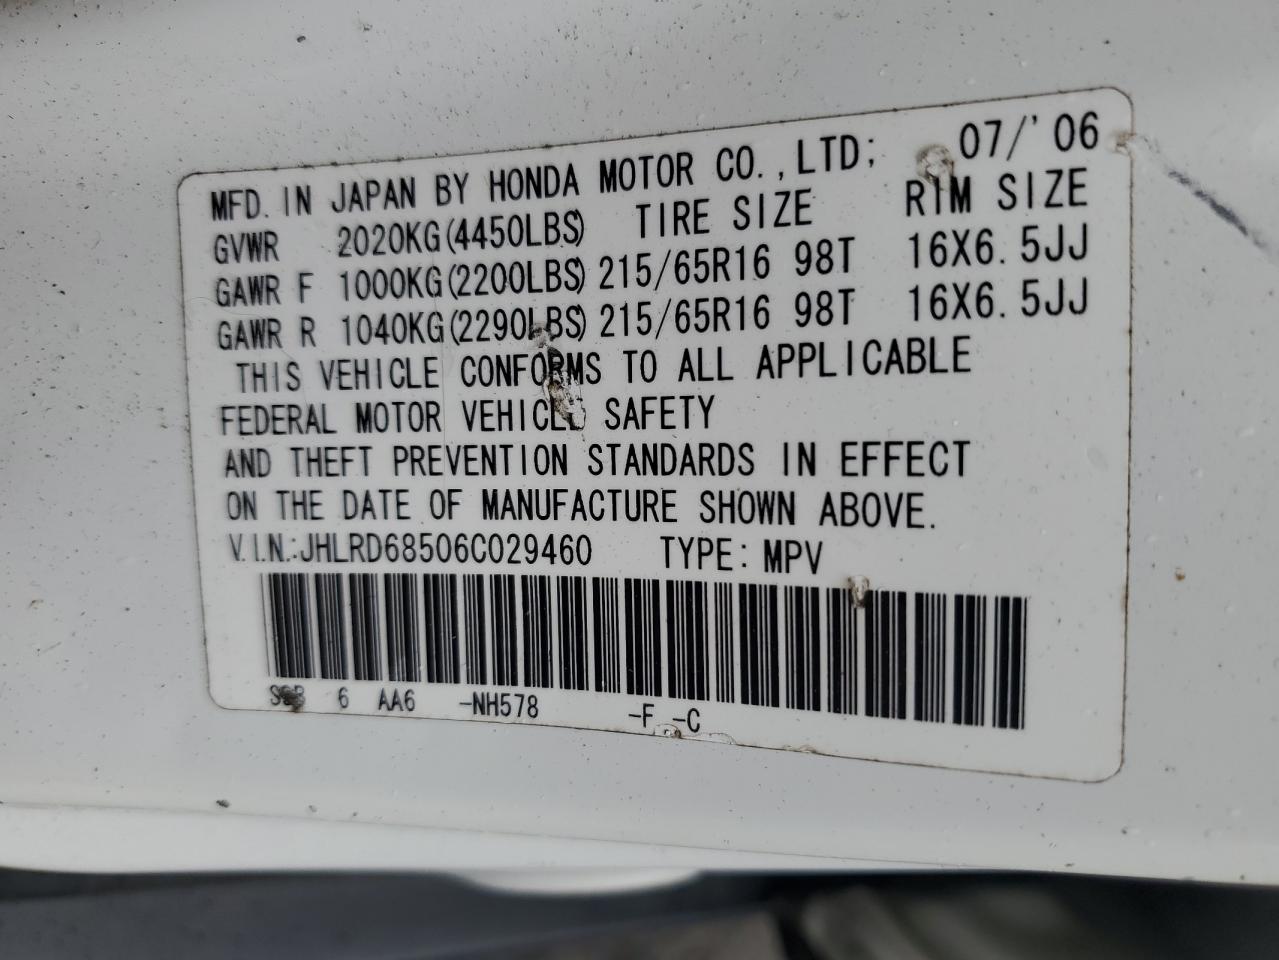 MFD. IN JAPAN BY HONDA MOTOR CO., LTD; 07/'06
GVWR 2020KG(4450LBS) TIRE SIZE RIM SIZE
GAWR F 1000KG(2200LBS) 215/65R16 98T 16X6.5JJ
GAWR R 1040KG(2290LBS) 215/65R16 98T 16X6.5JJ
THIS VEHICLE CONFORMS TO ALL APPLICABLE
FEDERAL MOTOR VEHICLE SAFETY
AND THEFT PREVENTION STANDARDS IN EFFECT
ON THE DATE OF MANUFACTURE SHOWN ABOVE.
V.I.N.:JHLRD68506C029460 TYPE: MPV
6 AA6 -NH578 -F -C